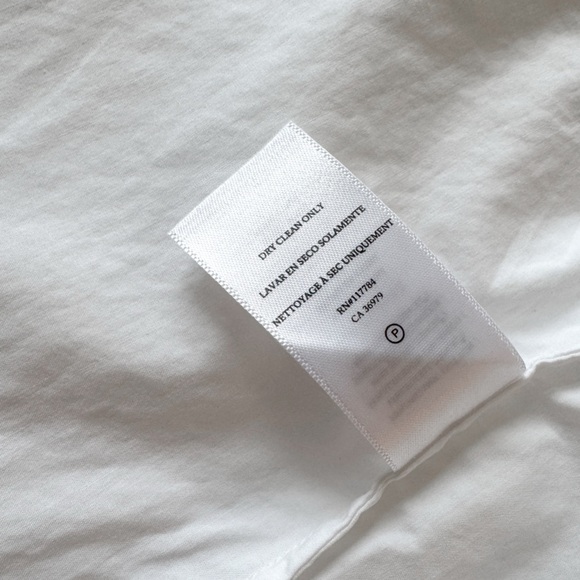 DRY CLEAN ONLY
LAVAR EN SECO SOLAMENTE
NETTOYAGE À SEC UNIQUEMENT
RN#117784
CA 36979
P